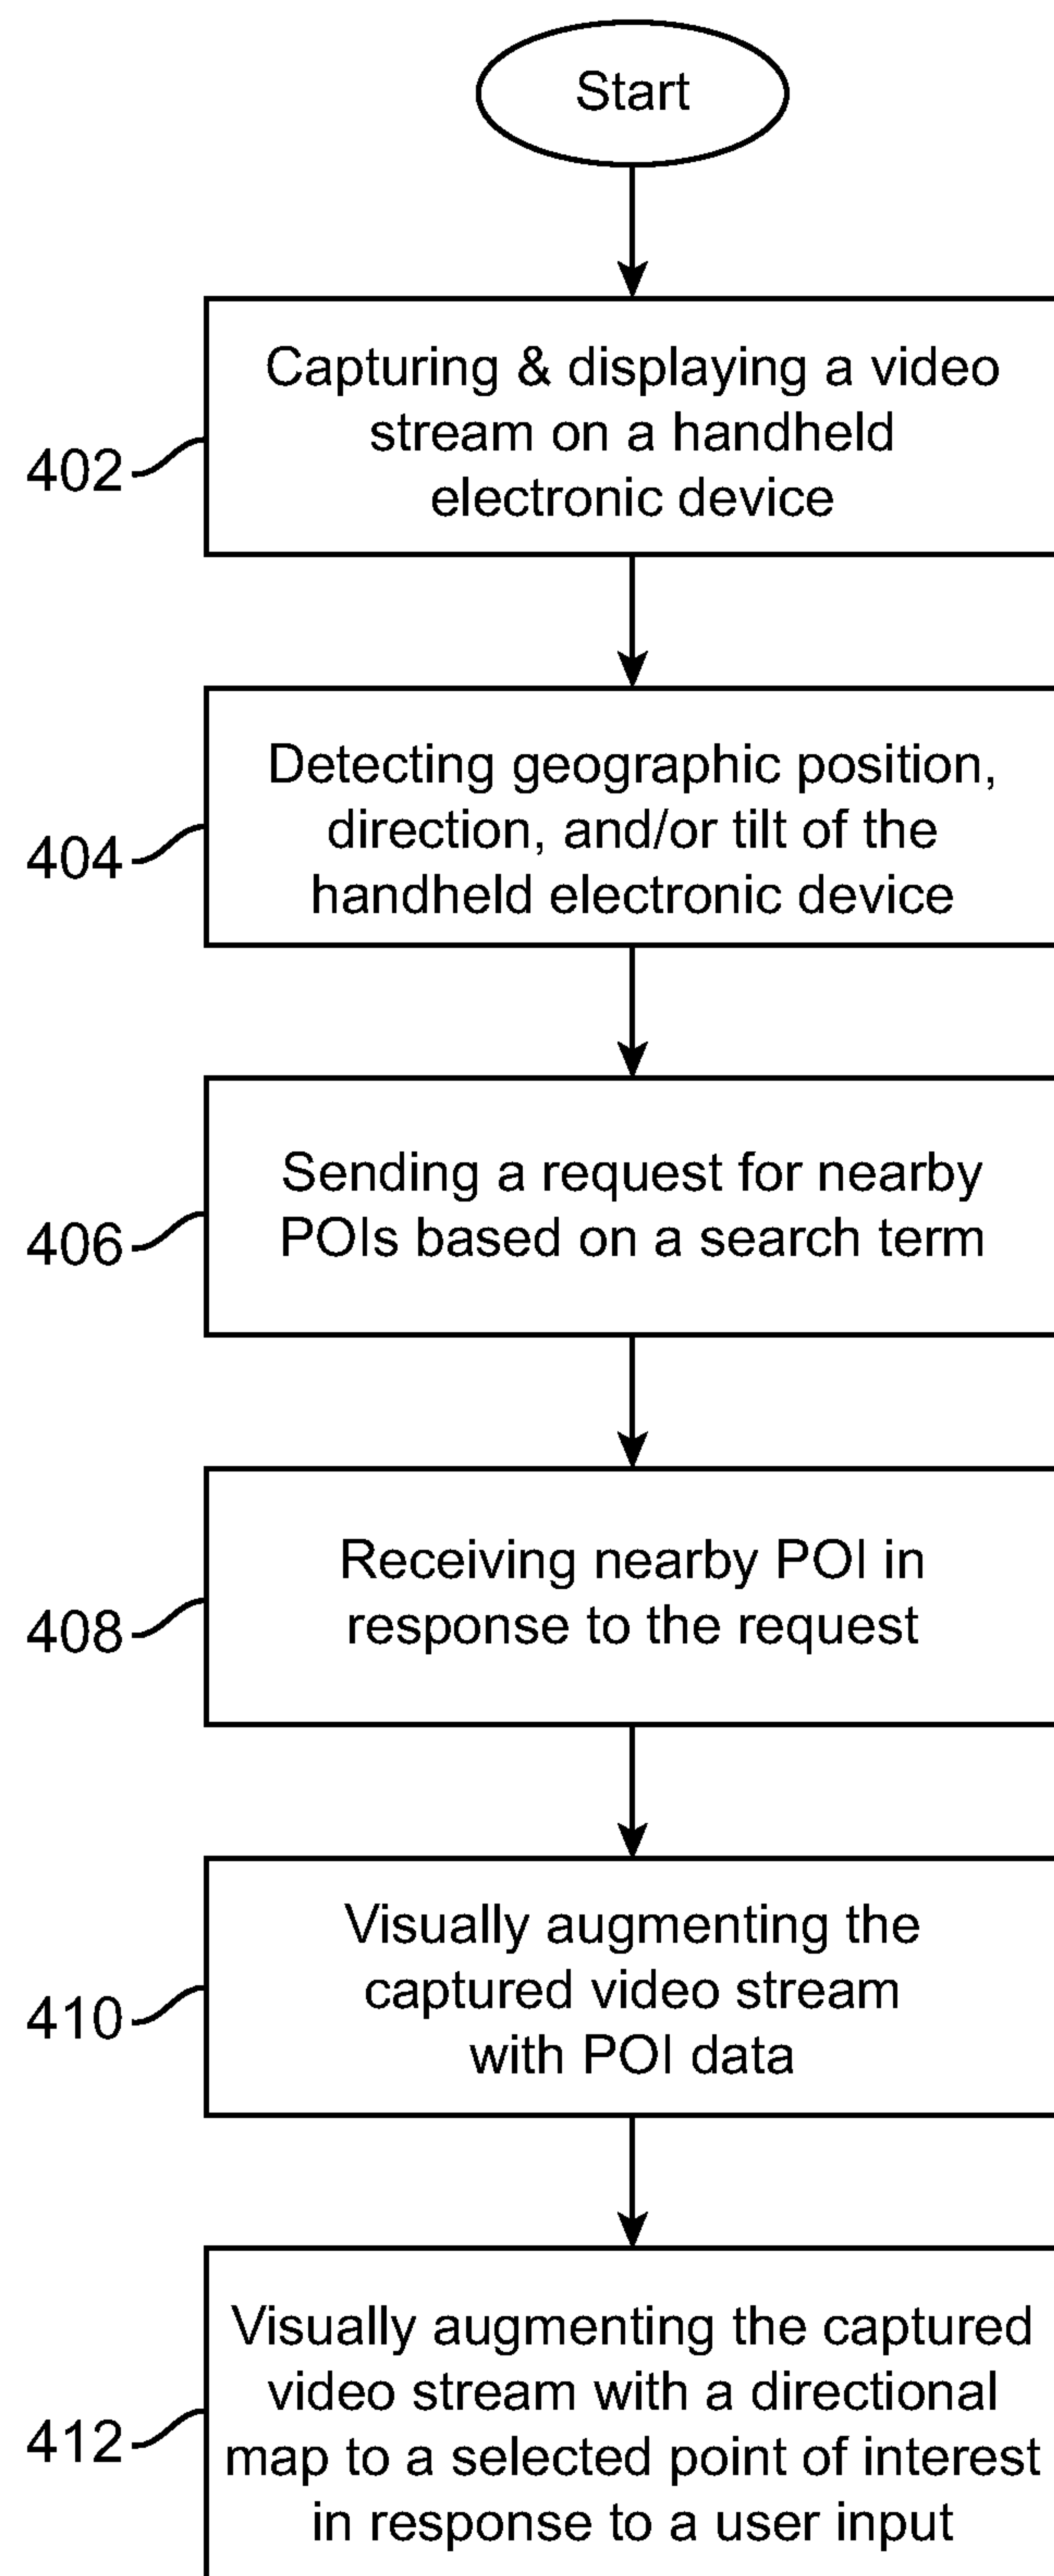 Start
Capturing & displaying a video
stream on a handheld
electronic device
402
Detecting geographic position,
direction, and/or tilt of the
handheld electronic device
404
Sending a request for nearby
POIs based on a search term
406
Receiving nearby POI in
response to the request
408
Visually augmenting the
captured video stream
with POI data
410
Visually augmenting the captured
video stream with a directional
map to a selected point of interest
in response to a user input
412